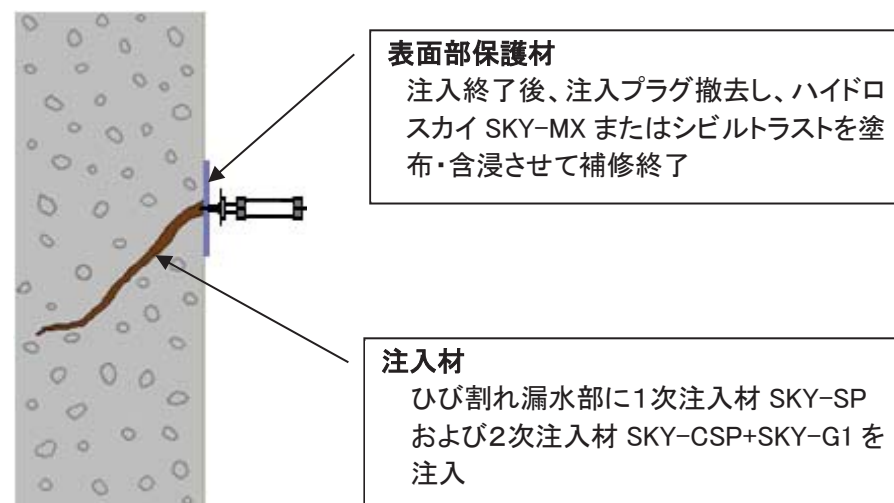 表面部保護材
注入終了後、注入プラグ撤去し、ハイドロ
スカイ SKY-MX またはシビルトラストを塗
布・含浸させて補修終了
注入材
ひび割れ漏水部に1次注入材 SKY-SP
および2次注入材 SKY-CSP+SKY-G1 を
注入